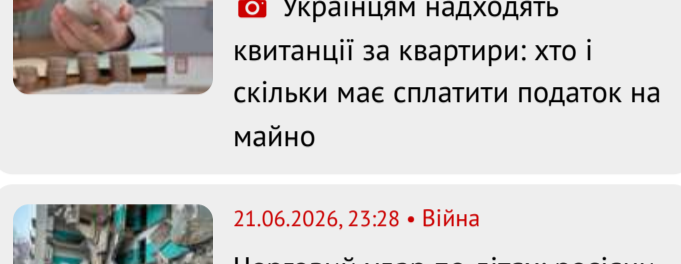 Українцям надходять
квитанції за квартири: хто і
скільки має сплатити податок на
майно
21.06.2026, 23:28 • Війна